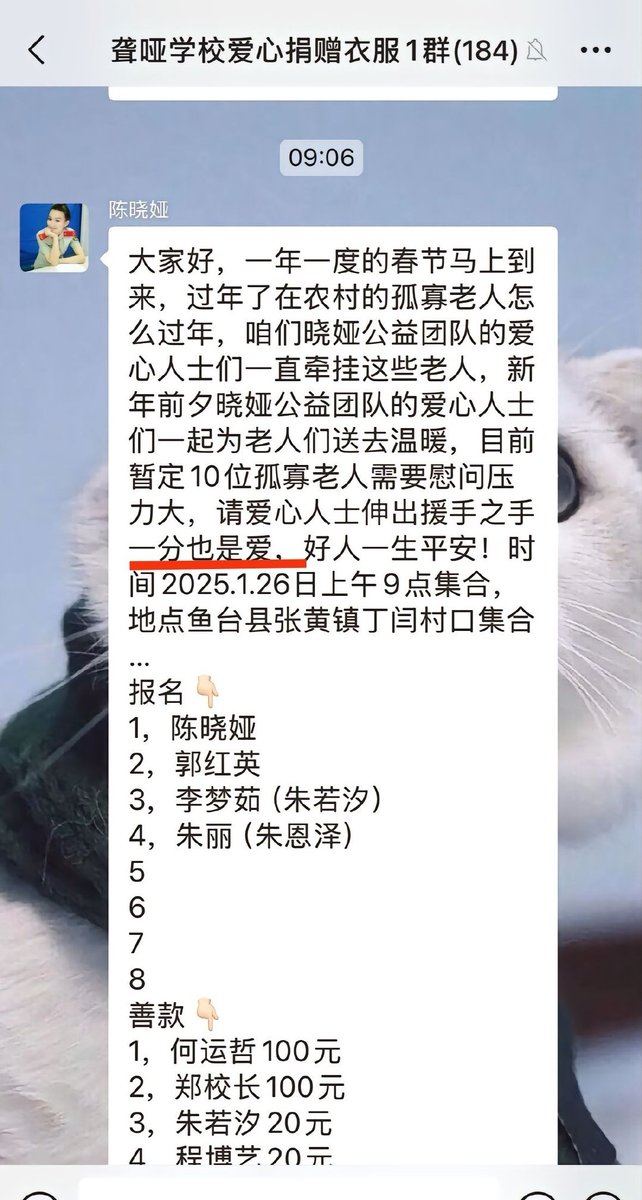 聋哑学校爱心捐赠衣服1群(184)
09:06
陈晓娅
大家好，一年一度的春节马上到
来，过年了在农村的孤寡老人怎
么过年，咱们晓娅公益团队的爱
心人士们一直牵挂这些老人，新
年前夕晓娅公益团队的爱心人士
们一起为老人们送去温暖，目前
暂定10位孤寡老人需要慰问压
力大，请爱心人士伸出援手之手
一分也是爱，好人一生平安！时
间2025.1.26日上午9点集合，
地点鱼台县张黄镇丁闫村口集合
...
报名👇🏻
1，陈晓娅
2，郭红英
3，李梦茹（朱若汐）
4，朱丽（朱恩泽）
5
6
7
8
善款👇🏻
1，何运哲100元
2，郑校长100元
3，朱若汐20元
4，程博艺20元